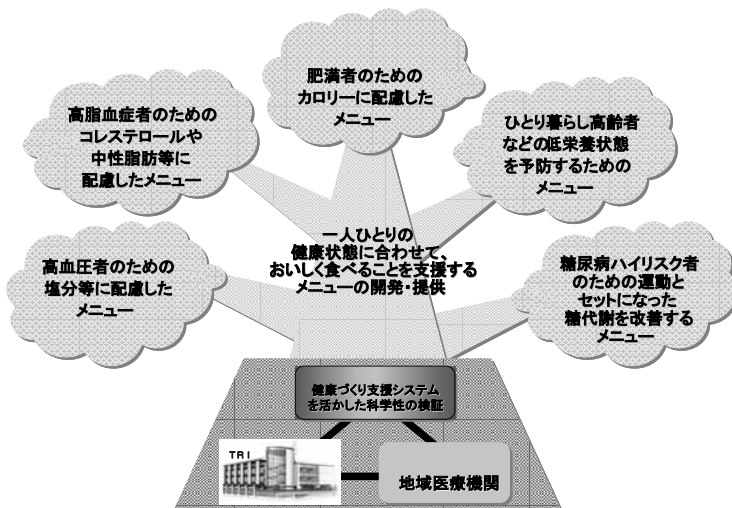 肥満者のための
カロリーに配慮した
メニュー
高脂血症者のための
コレステロールや
中性脂肪等に
配慮したメニュー
ひとり暮らし高齢者
などの低栄養状態
を予防するための
メニュー
高血圧者のための
塩分等に配慮した
メニュー
一人ひとりの
健康状態に合わせて、
おいしく食べることを支援する
メニューの開発・提供
糖尿病ハイリスク者
のための運動と
セットになった
糖代謝を改善する
メニュー
健康づくり支援システム
を活かした科学性の検証
TRI
地域医療機関